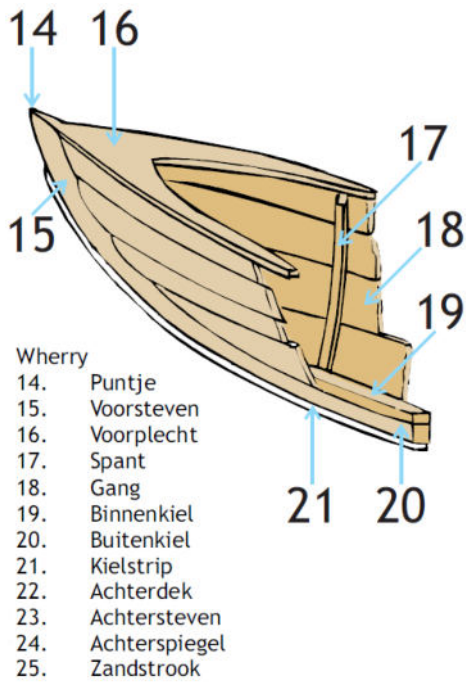 14 16
17
15
18
19
Wherry
14. Puntje
15. Voorsteven
16. Voorplecht
17. Spant
18. Gang
19. Binnenkiel
20. Buitenkiel
21. Kielstrip
22. Achterdek
23. Achtersteven
24. Achterspiegel
25. Zandstrook
21 20